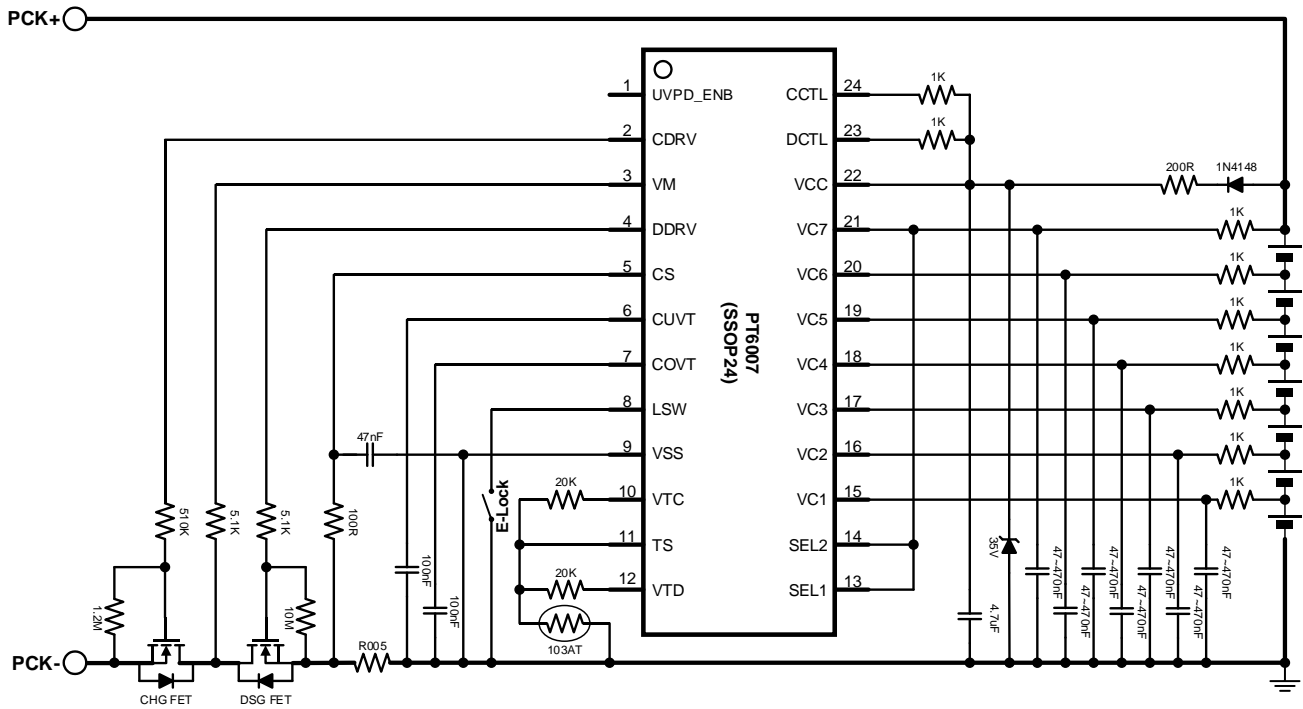 PCK+
PT6007
(SSOP24)
1 UVPD_ENB
2 CDRV
3 VM
4 DDRV
5 CS
6 CUVT
7 COVT
8 LSW
9 VSS
10 VTC
11 TS
12 VTD
CCTL 24
DCTL 23
VCC 22
VC7 21
VC6 20
VC5 19
VC4 18
VC3 17
VC2 16
VC1 15
SEL2 14
SEL1 13
1K
1K
200R
1N4148
1K
1K
1K
1K
1K
1K
1K
47nF
E-Lock
20K
20K
103AT
510K
5.1K
5.1K
100R
100nF
100nF
1.2M
10M
R005
35V
4.7uF
47~470nF
47~470nF
47~470nF
47~470nF
47~470nF
47~470nF
47~470nF
PCK-
CHG FET
DSG FET